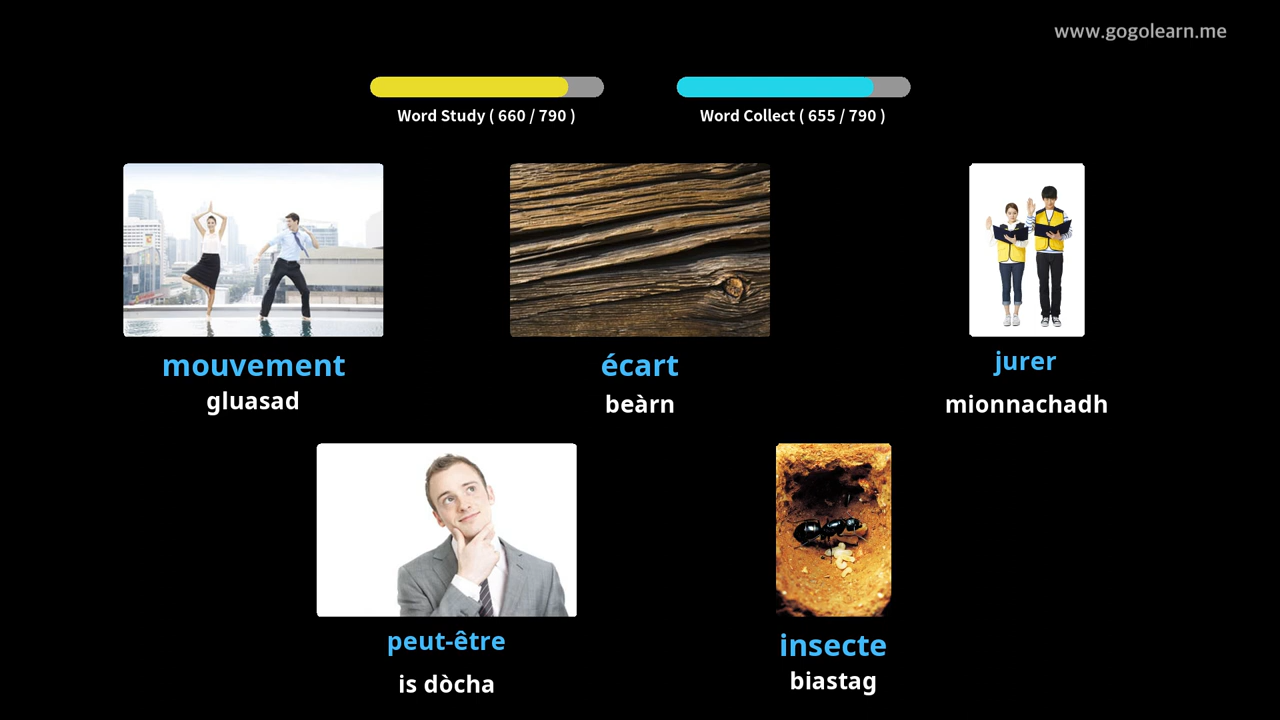 www.gogolearn.me
Word Study ( 660 / 790 )
Word Collect ( 655 / 790 )
mouvement
gluasad
écart
beàrn
jurer
mionnachadh
peut-être
is dòcha
insecte
biastag